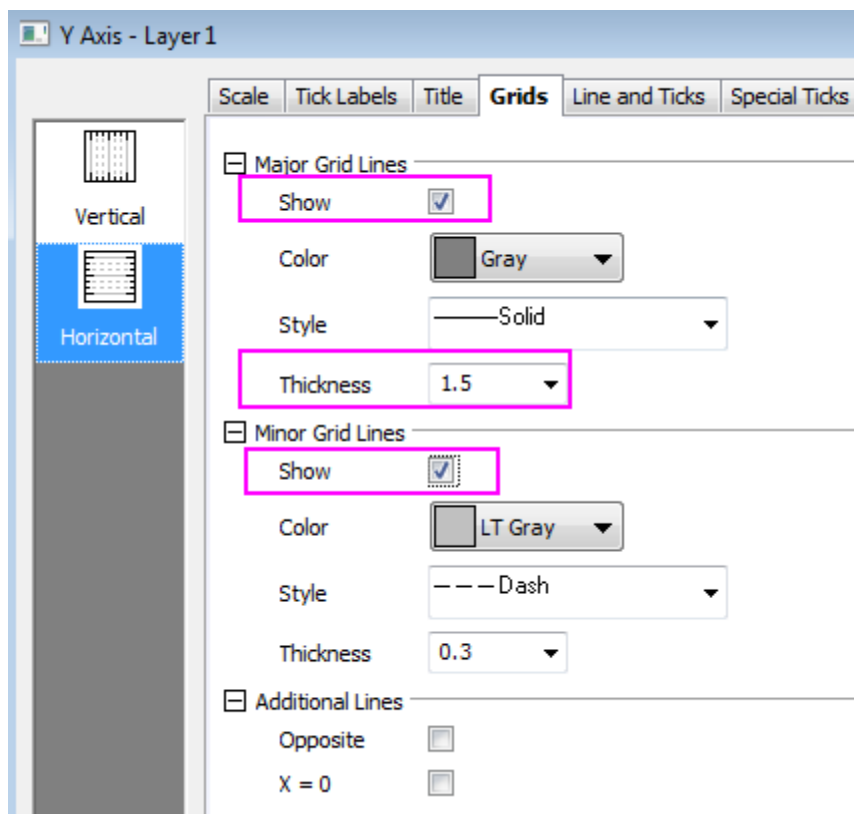 Y Axis - Layer 1
Scale Tick Labels Title Grids Line and Ticks Special Ticks
Vertical
Horizontal
Major Grid Lines
Show
Color Gray
Style Solid
Thickness 1.5
Minor Grid Lines
Show
Color LT Gray
Style Dash
Thickness 0.3
Additional Lines
Opposite
X = 0